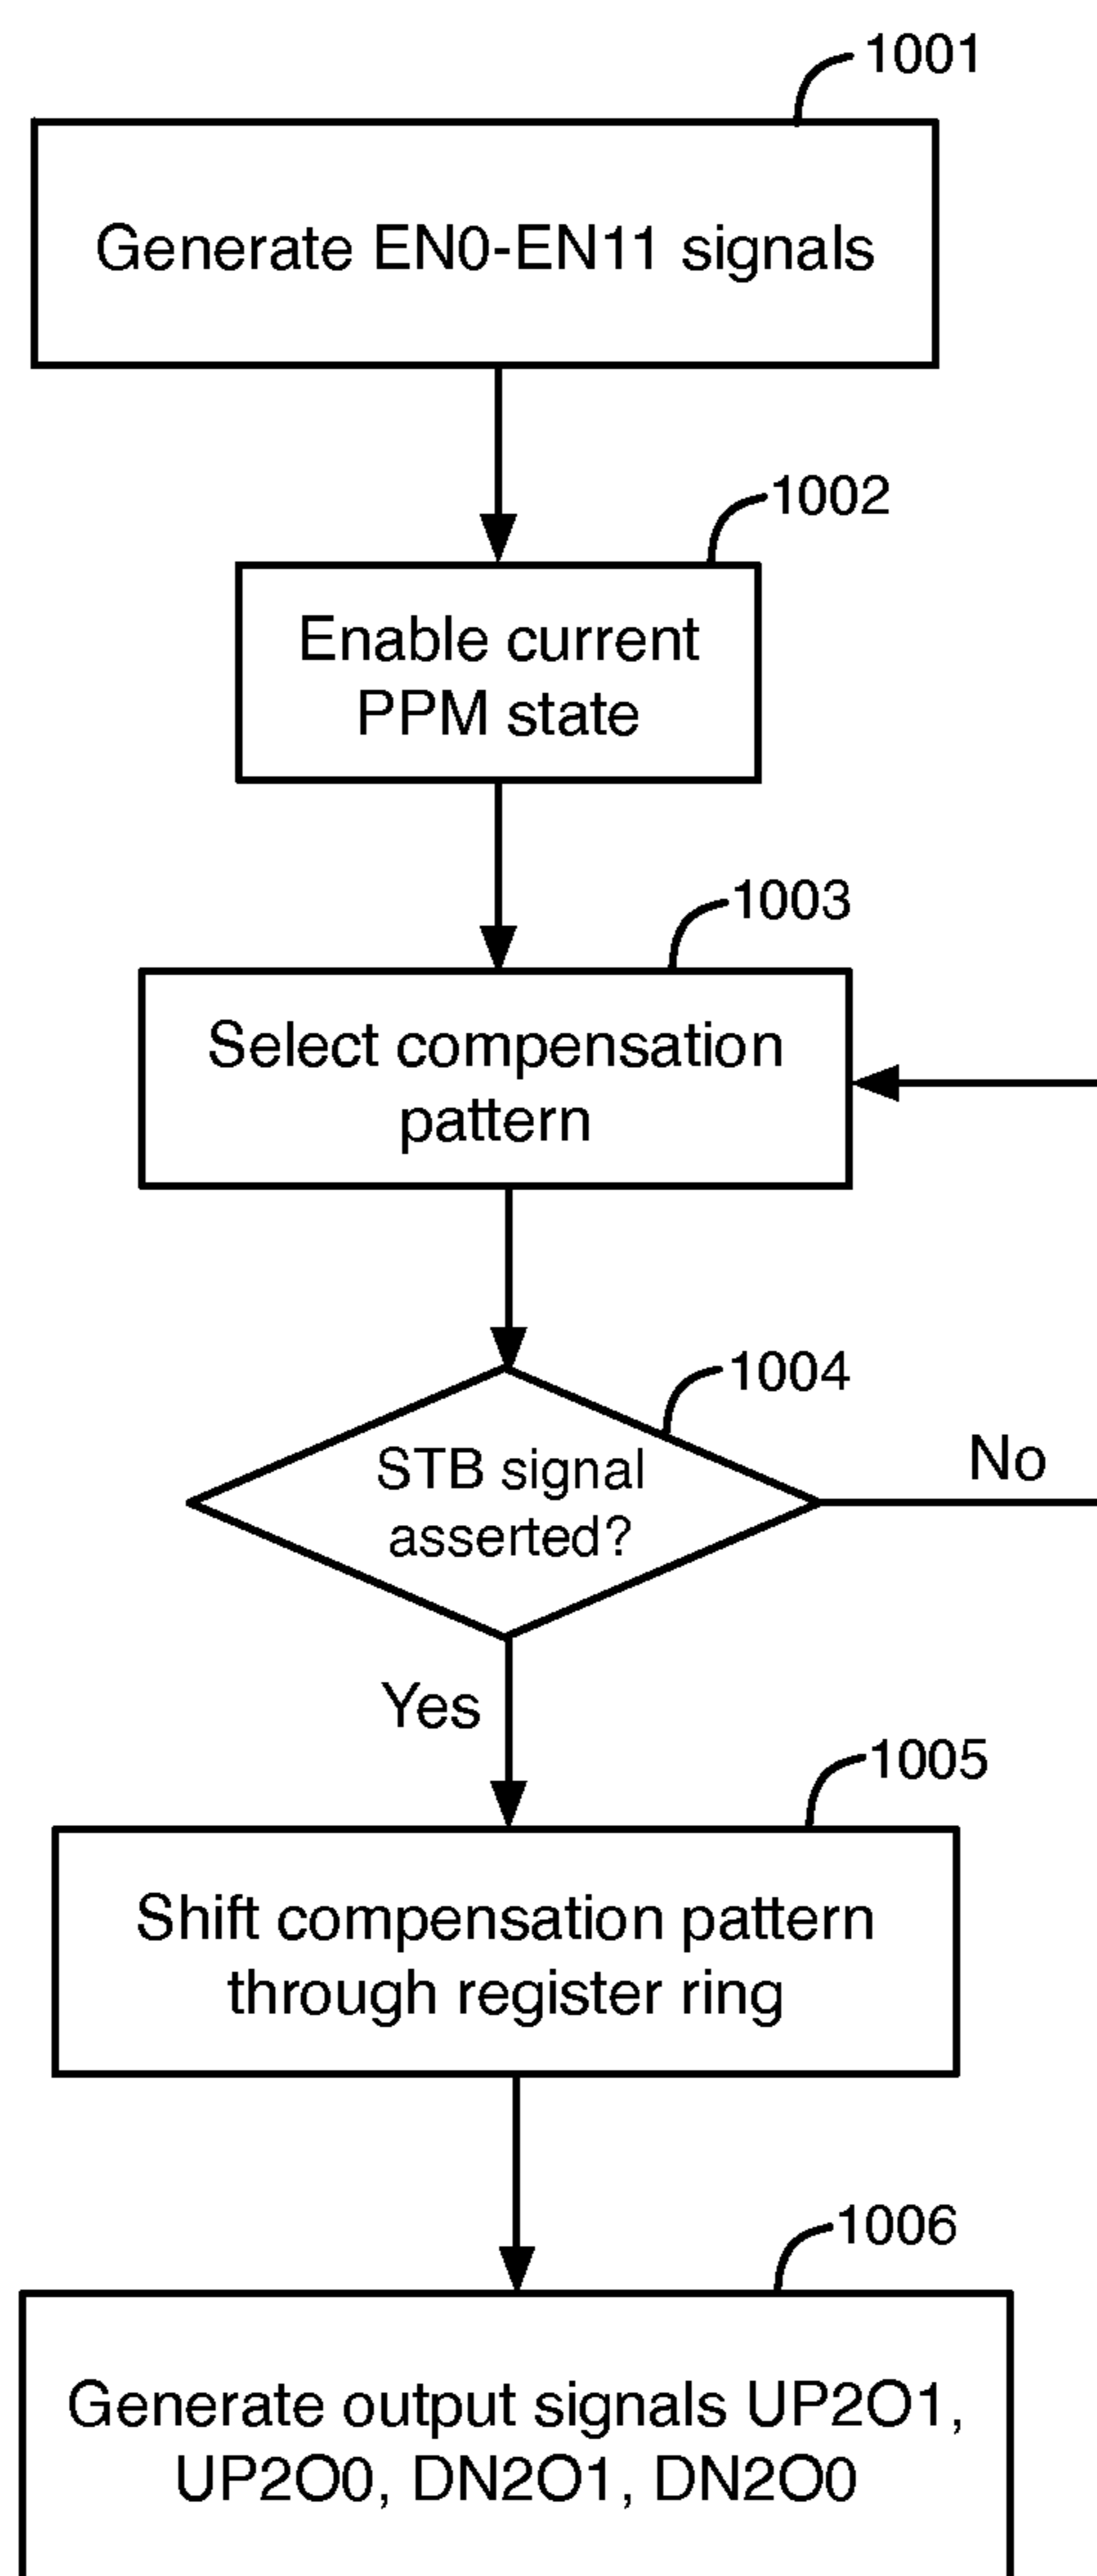 1001
Generate EN0-EN11 signals
1002
Enable current
PPM state
1003
Select compensation
pattern
1004
STB signal
asserted?
No
Yes
1005
Shift compensation pattern
through register ring
1006
Generate output signals UP2O1,
UP2O0, DN2O1, DN2O0